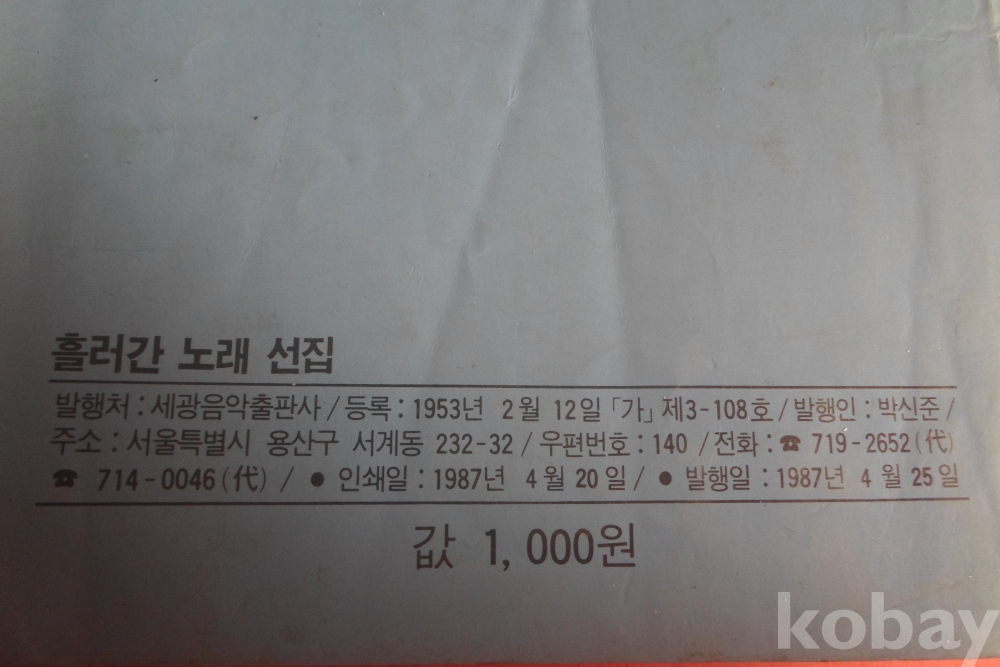 흘러간 노래 선집
발행처 : 세광음악출판사 / 등록 : 1953년 2월 12일 「가」 제3-108호 / 발행인 : 박신준 /
주소 : 서울특별시 용산구 서계동 232-32 / 우편번호 : 140 / 전화 : ☎ 719-2652 (代)
☎ 714-0046 (代) / ● 인쇄일 : 1987년 4월 20일 / ● 발행일 : 1987년 4월 25일
값 1,000원
kobay